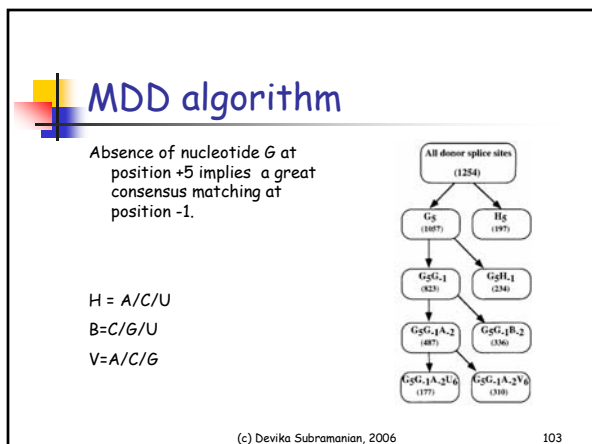 MDD algorithm
Absence of nucleotide G at
position +5 implies a great
consensus matching at
position -1.
H = A/C/U
B=C/G/U
V=A/C/G
All donor splice sites
(1254)
G5
(1057)
H5
(197)
G5G-1
(823)
G5H-1
(234)
G5G-1A-2
(487)
G5G-1B-2
(336)
G5G-1A-2U6
(177)
G5G-1A-2V6
(310)
(c) Devika Subramanian, 2006
103